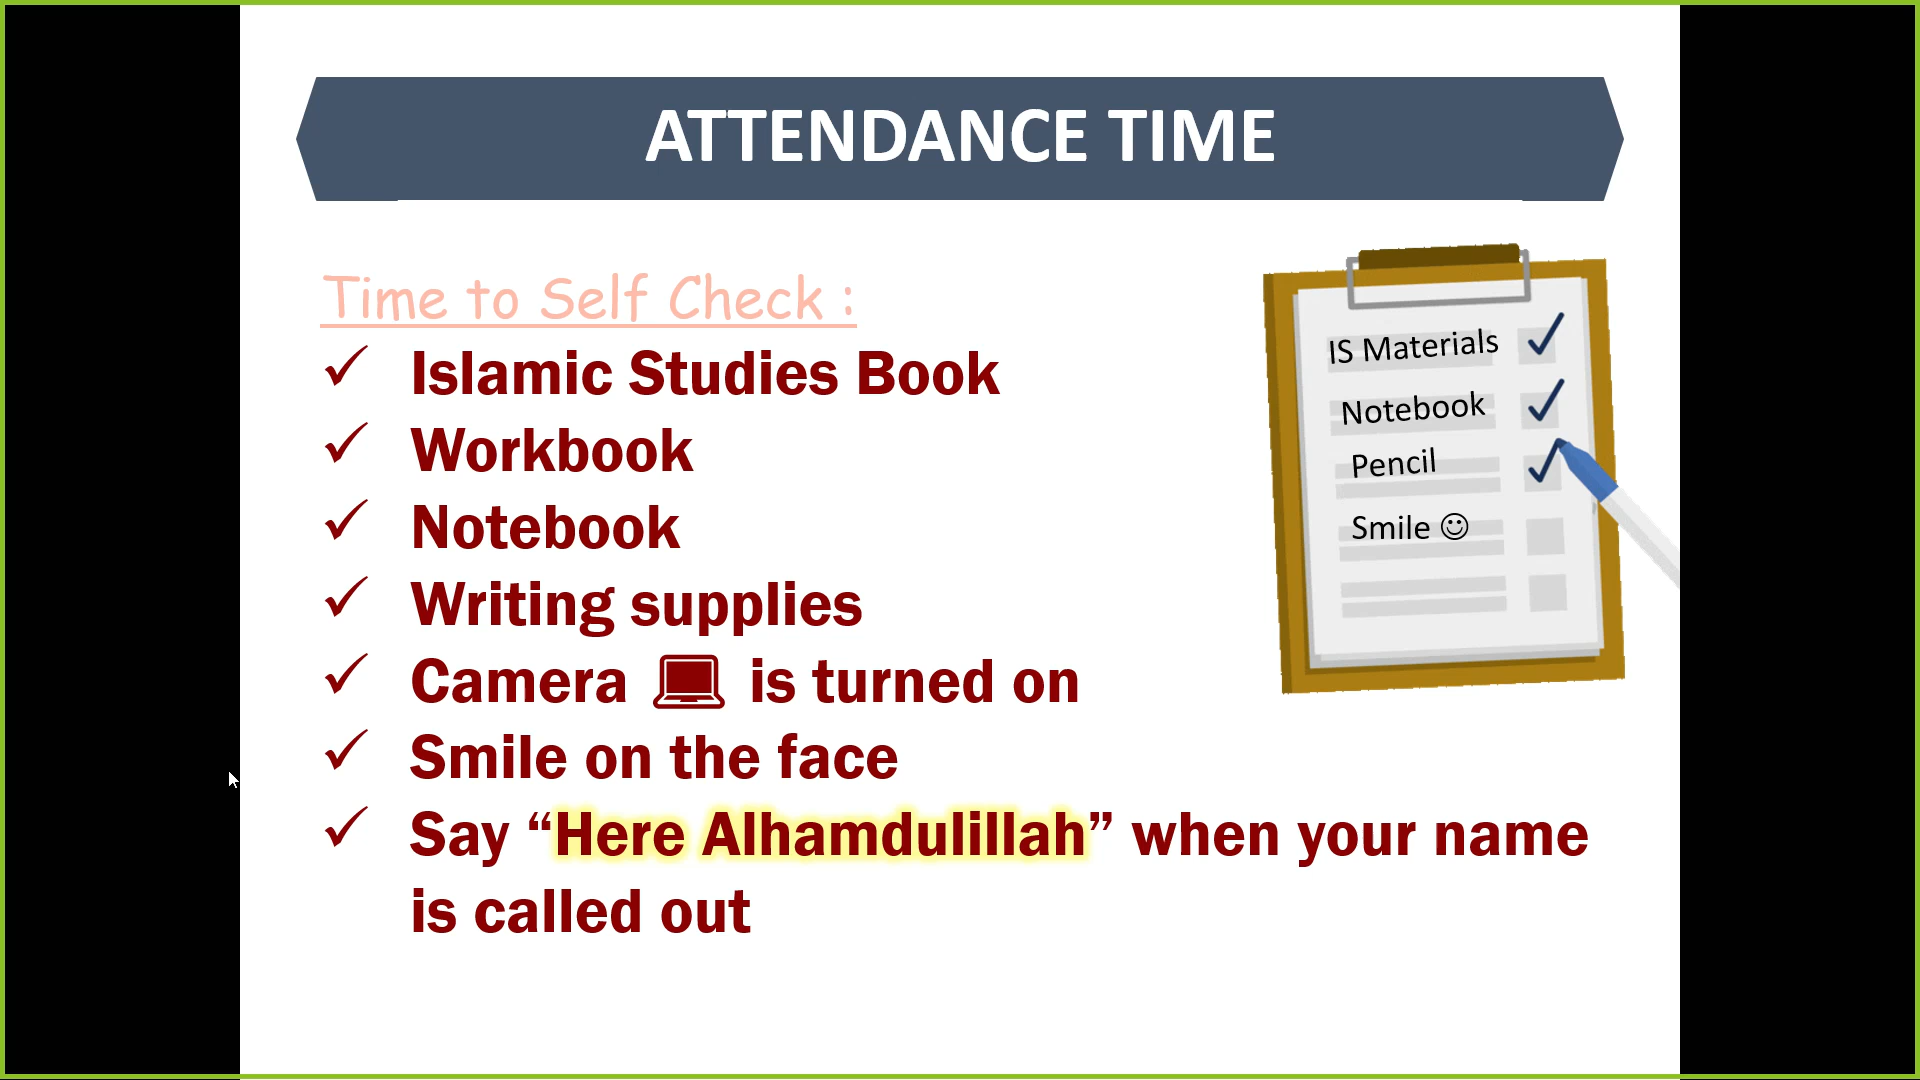 ATTENDANCE TIME
Time to Self Check :
✓ Islamic Studies Book
✓ Workbook
✓ Notebook
✓ Writing supplies
✓ Camera 💻 is turned on
✓ Smile on the face
✓ Say “Here Alhamdulillah” when your name
is called out
IS Materials
Notebook
Pencil
Smile ☺